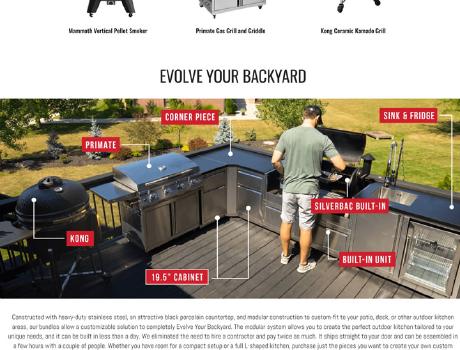 Mammoth Vertical Pellet Smoker
Primate Gas Grill and Griddle
Kong Ceramic Kamado Grill
EVOLVE YOUR BACKYARD
CORNER PIECE
SINK & FRIDGE
PRIMATE
SILVERBAC BUILT-IN
KONG
BUILT-IN UNIT
19.5" CABINET
Constructed with heavy-duty stainless steel, an attractive black porcelain countertop, and modular construction to custom-fit to your patio, deck, or other outdoor kitchen
areas, our bundles allow a customizable solution to completely Evolve Your Backyard. The modular system allows you to create the perfect outdoor kitchen tailored to your
unique needs, and it can be built in less then a day. We eliminated the need to hire a contractor and pay twice as much. It ships straight to your door and can be assembled in
a few hours with a couple of people. Whether you have room for a compact setup or a full L-shaped kitchen, purchase just the pieces you want to create your own custom